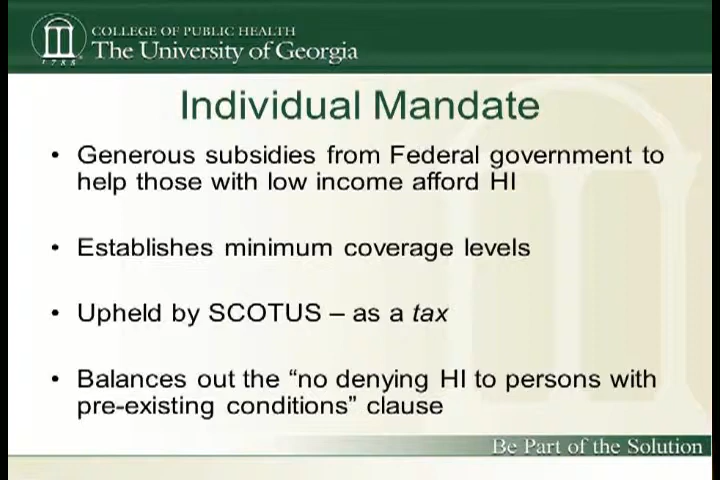 COLLEGE OF PUBLIC HEALTH
The University of Georgia
1785
Individual Mandate
• Generous subsidies from Federal government to
help those with low income afford HI
• Establishes minimum coverage levels
• Upheld by SCOTUS – as a tax
• Balances out the “no denying HI to persons with
pre-existing conditions” clause
Be Part of the Solution